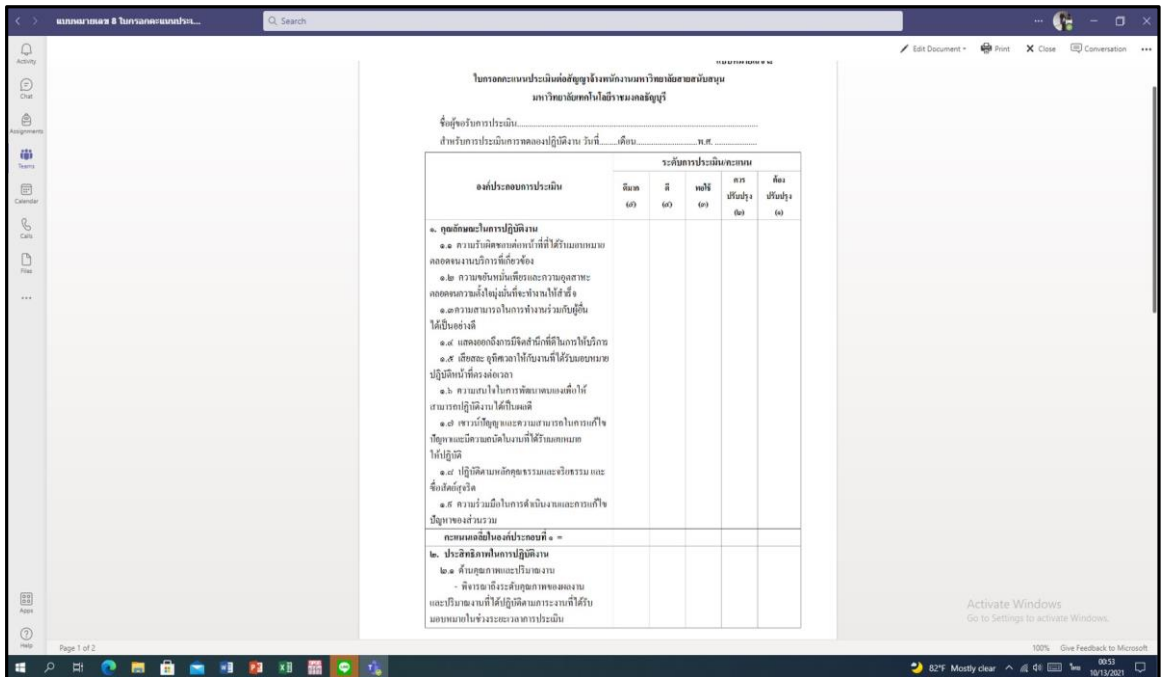 แบบหมายเลข 8 ใบกรอกคะแนนประเ...
Search
Edit Document
Print
Close
Conversation
Activity
Chat
Assignments
Teams
Calendar
Calls
Files
Apps
Help
ใบกรอกคะแนนประเมินต่อสัญญาจ้างพนักงานมหาวิทยาลัยสายสนับสนุน
มหาวิทยาลัยเทคโนโลยีราชมงคลธัญบุรี
ชื่อผู้ขอรับการประเมิน
สำหรับการประเมินการทดลองปฏิบัติงาน วันที่........เดือน..............................พ.ศ. ..................
องค์ประกอบการประเมิน
ระดับการประเมิน/คะแนน
ดีมาก ดี พอใช้ ควรปรับปรุง ต้องปรับปรุง
(๕) (๔) (๓) (๒) (๑)
๑. คุณลักษณะในการปฏิบัติงาน
๑.๑ ความรับผิดชอบต่อหน้าที่ที่ได้รับมอบหมาย
ตลอดจนงานบริการที่เกี่ยวข้อง
๑.๒ ความขยันหมั่นเพียรและความอุตสาหะ
ตลอดจนความตั้งใจมุ่งมั่นที่จะทำงานให้สำเร็จ
๑.๓ความสามารถในการทำงานร่วมกับผู้อื่น
ได้เป็นอย่างดี
๑.๔ แสดงออกถึงการมีจิตสำนึกที่ดีในการให้บริการ
๑.๕ เสียสละ อุทิศเวลาให้กับงานที่ได้รับมอบหมาย
ปฏิบัติหน้าที่ตรงต่อเวลา
๑.๖ ความสนใจในการพัฒนาตนเองเพื่อให้
สามารถปฏิบัติงานได้เป็นผลดี
๑.๗ เชาวน์ปัญญาและความสามารถในการแก้ไข
ปัญหาและมีความถนัดในงานที่ได้รับมอบหมาย
ให้ปฏิบัติ
๑.๘ ปฏิบัติตามหลักคุณธรรมและจริยธรรม และ
ซื่อสัตย์สุจริต
๑.๙ ความร่วมมือในการดำเนินงานและการแก้ไข
ปัญหาของส่วนรวม
คะแนนเฉลี่ยในองค์ประกอบที่ ๑ =
๒. ประสิทธิภาพในการปฏิบัติงาน
๒.๑ ด้านคุณภาพและปริมาณงาน
- พิจารณาถึงระดับคุณภาพของผลงาน
และปริมาณงานที่ได้ปฏิบัติตามภาระงานที่ได้รับ
มอบหมายในช่วงระยะเวลาการประเมิน
Activate Windows
Go to Settings to activate Windows.
Page 1 of 2
100% Give Feedback to Microsoft
82°F Mostly clear
ไทย
00:53
10/13/2021